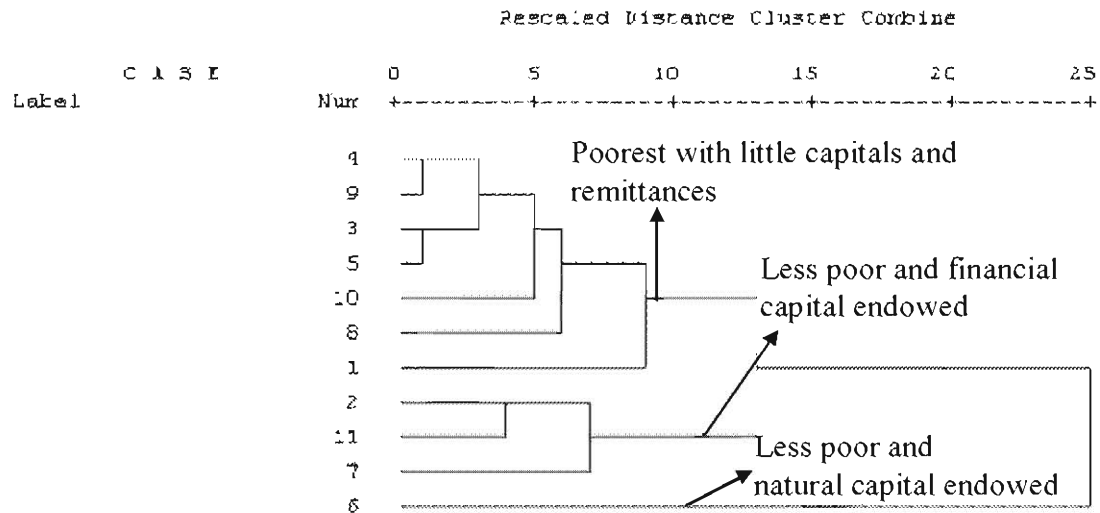 Rescaled Distance Cluster Combine
C A S E 0 5 10 15 20 25
Label Num +---------+---------+---------+---------+---------+
4
9
3
5
10
8
1
2
11
7
6
Poorest with little capitals and
remittances
Less poor and financial
capital endowed
Less poor and
natural capital endowed